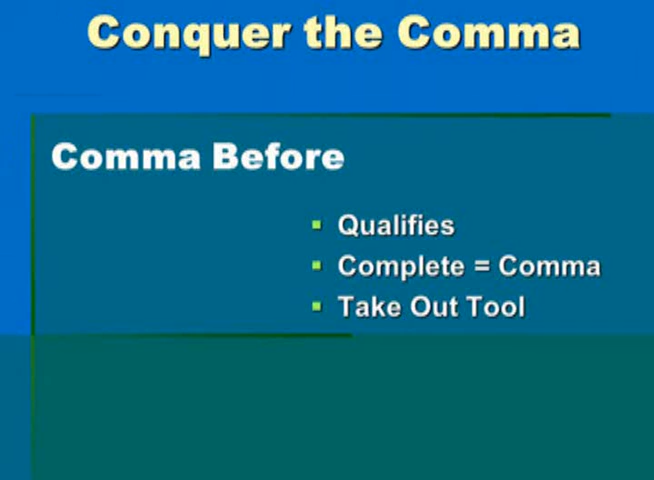 Conquer the Comma
Comma Before
Qualifies
Complete = Comma
Take Out Tool